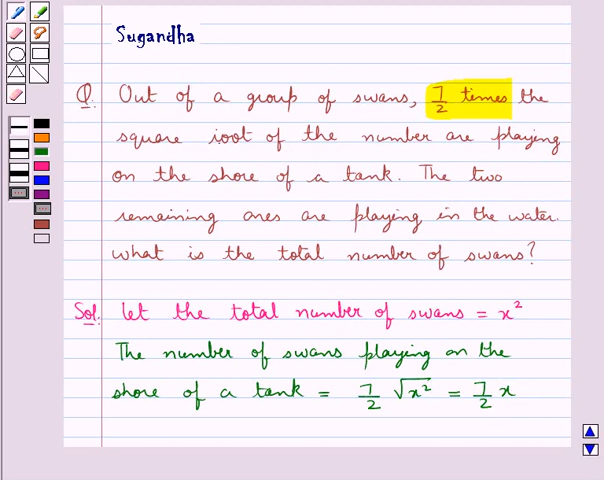 Sugandha
Q. Out of a group of swans, 7/2 times the
square root of the number are playing
on the shore of a tank. The two
remaining ones are playing in the water.
what is the total number of swans?
Sol. let the total number of swans = x²
The number of swans playing on the
shore of a tank = 7/2 √x² = 7/2 x